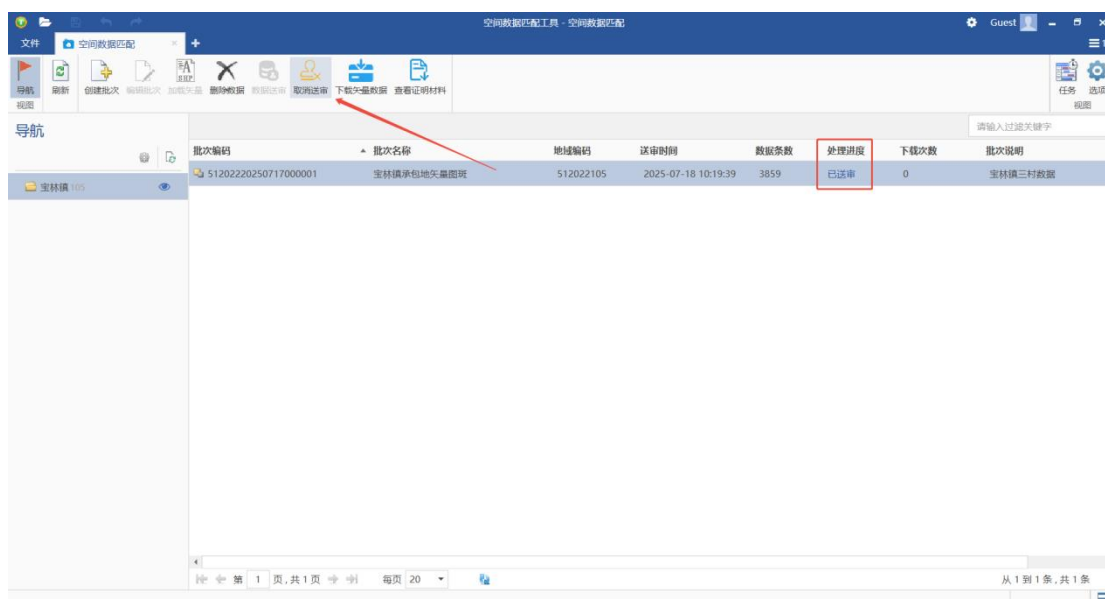 空间数据匹配工具 - 空间数据匹配
Guest
文件 空间数据匹配
导航 刷新 创建批次 编辑批次 加载矢量 删除数据 数据送审 取消送审 下载矢量数据 查看证明材料 任务 选项
视图 视图
导航
请输入过滤关键字
批次编码 批次名称 地域编码 送审时间 数据条数 处理进度 下载次数 批次说明
51202220250717000001 宝林镇承包地矢量图斑 512022105 2025-07-18 10:19:39 3859 已送审 0 宝林镇三村数据
宝林镇 105
第 1 页,共 1 页 每页 20
从 1 到 1 条,共 1 条